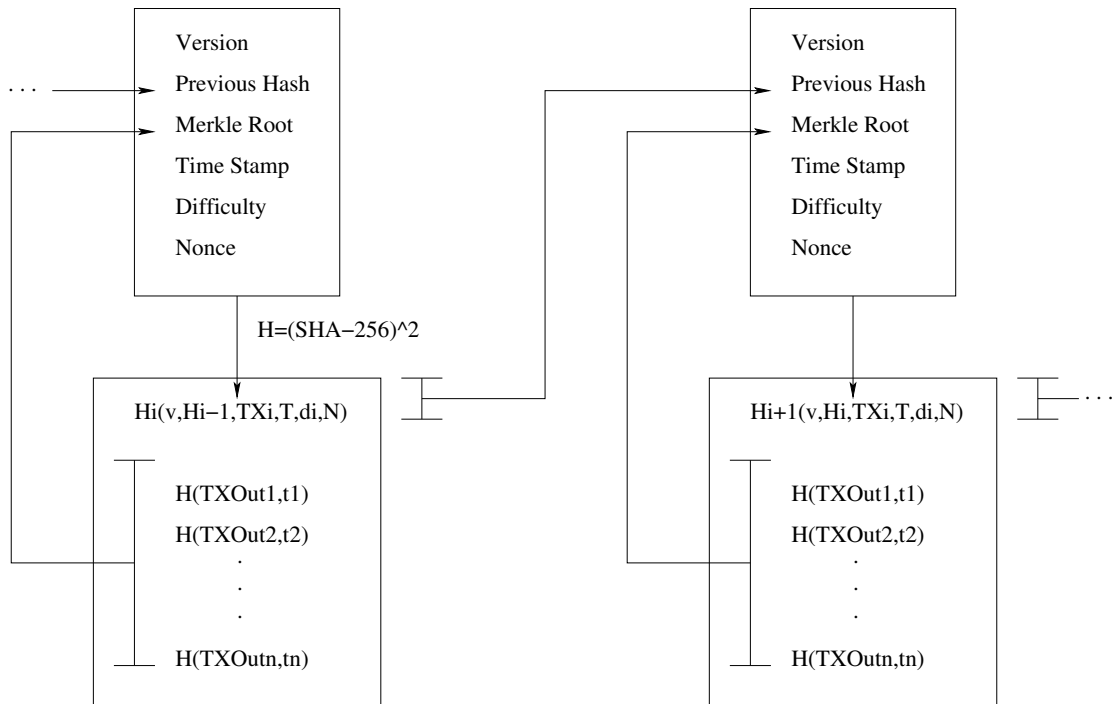 Version
Previous Hash
Merkle Root
Time Stamp
Difficulty
Nonce
. . .
H=(SHA−256)^2
Hi(v,Hi−1,TXi,T,di,N)
H(TXOut1,t1)
H(TXOut2,t2)
.
.
.
H(TXOutn,tn)
Version
Previous Hash
Merkle Root
Time Stamp
Difficulty
Nonce
Hi+1(v,Hi,TXi,T,di,N)
. . .
H(TXOut1,t1)
H(TXOut2,t2)
.
.
.
H(TXOutn,tn)